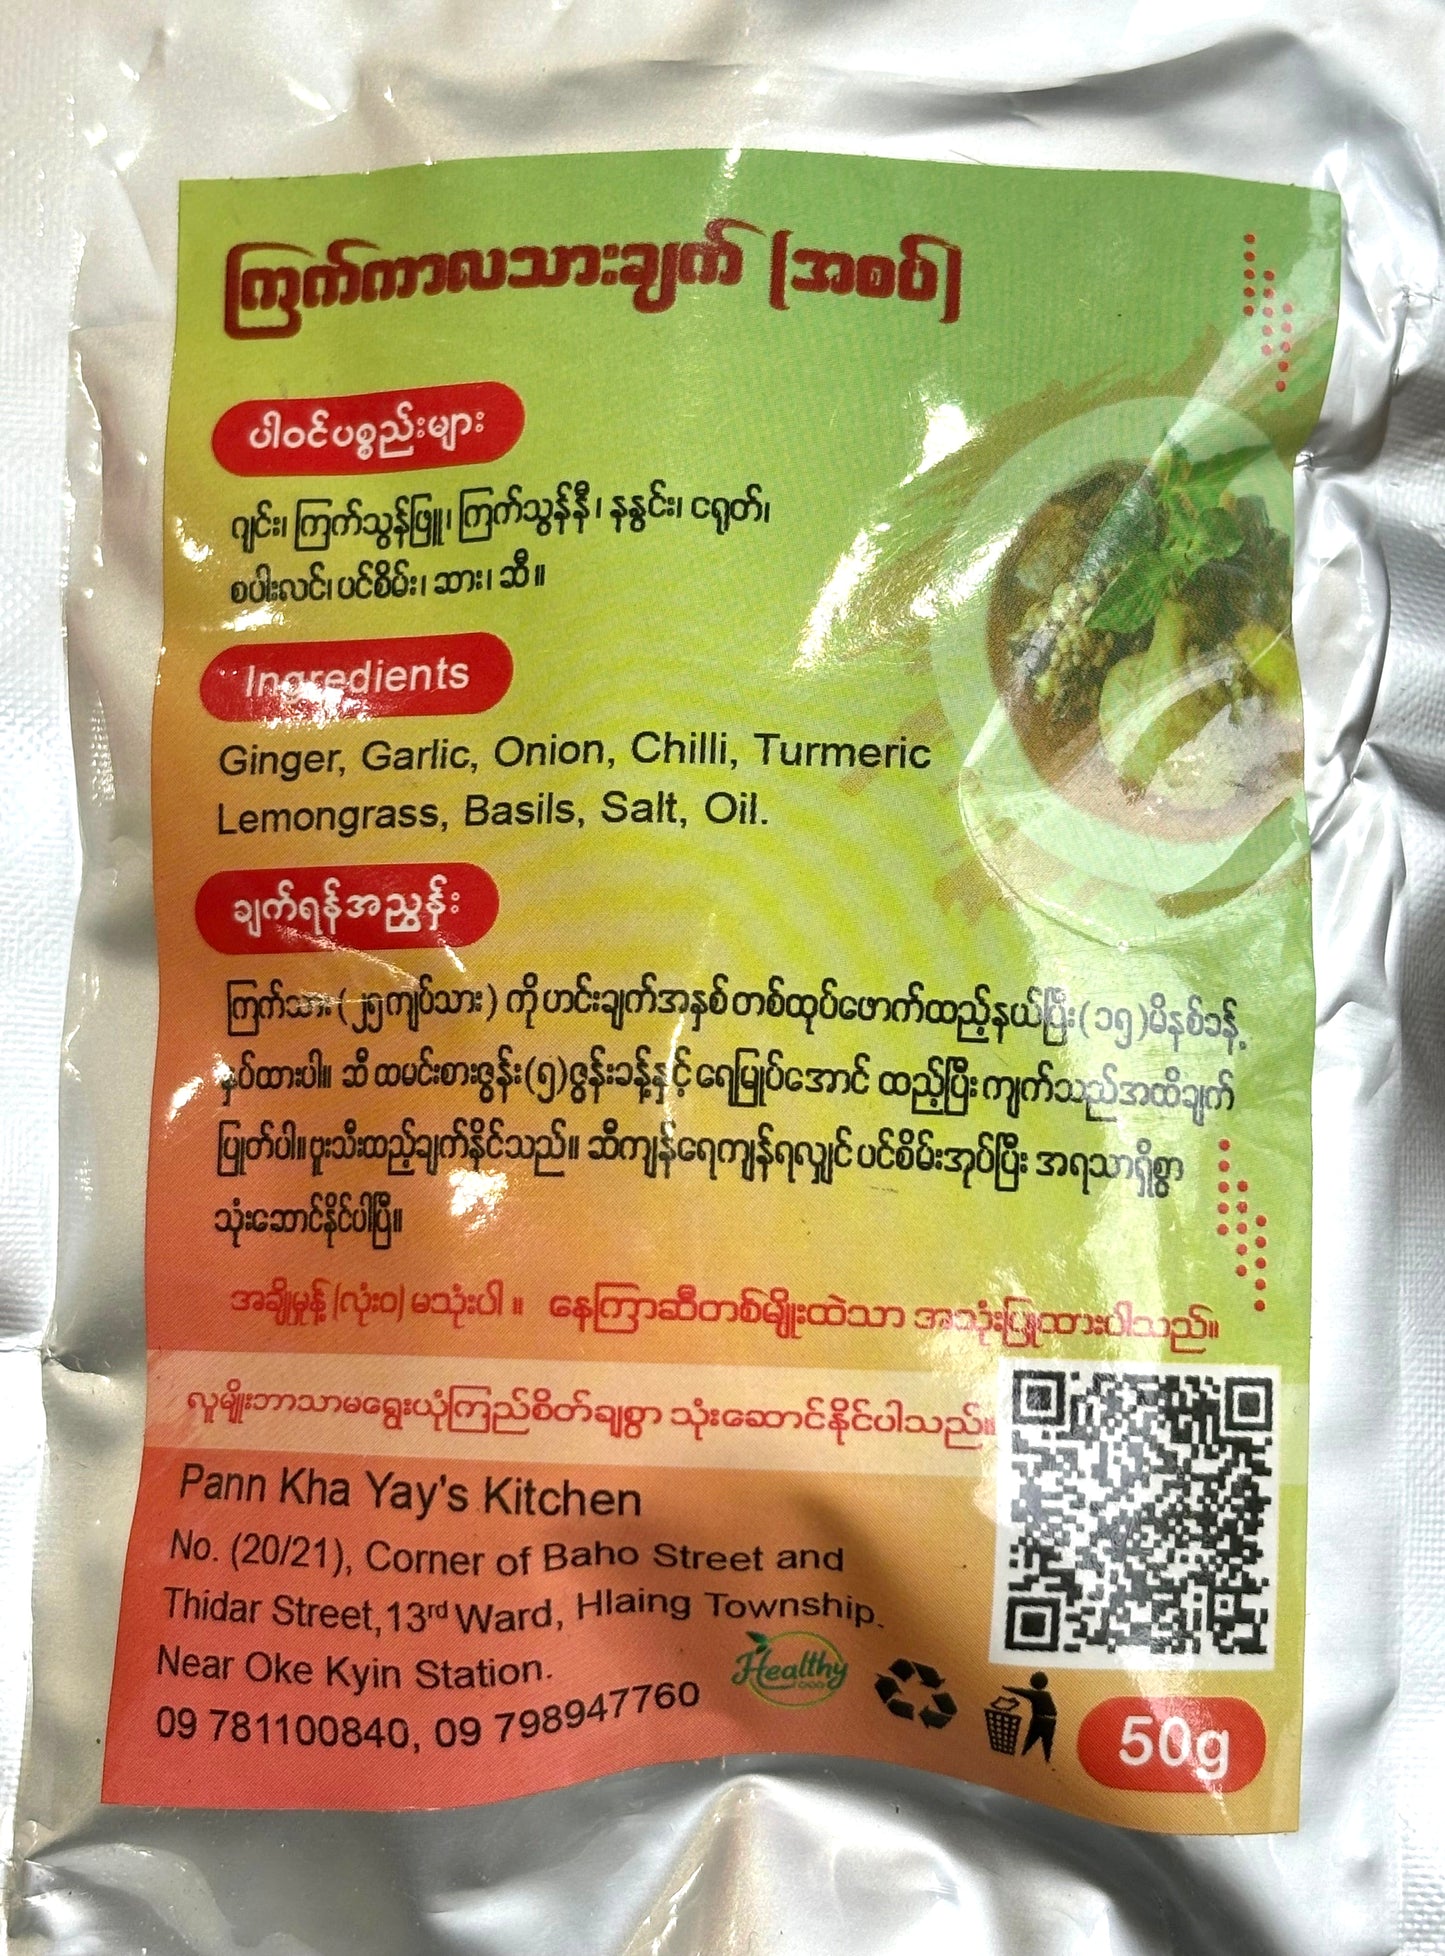 ကြက်ကာလသားချက် (အစပ်)
ပါဝင်ပစ္စည်းများ
ဂျင်း၊ ကြက်သွန်ဖြူ၊ ကြက်သွန်နီ၊ နနွင်း၊ ငရုတ်၊
စပါးလင်၊ ပင်စိမ်း၊ ဆား၊ ဆီ။
Ingredients
Ginger, Garlic, Onion, Chilli, Turmeric
Lemongrass, Basils, Salt, Oil.
ချက်ရန်အညွှန်း
ကြက်သား (၂၅ကျပ်သား) ကို ဟင်းချက်အနှစ် တစ်ထုပ်ဖောက်ထည့်နယ်ပြီး (၁၅) မိနစ်ခန့်
နှပ်ထားပါ။ ဆီ ထမင်းစားဇွန်း (၅) ဇွန်းခန့်နှင့် ရေမြုပ်အောင် ထည့်ပြီး ကျက်သည်အထိချက်
ပြုတ်ပါ။ ဗူးသီးထည့်ချက်နိုင်သည်။ ဆီကျန်ရေကျန်ရလျှင် ပင်စိမ်းအုပ်ပြီး အရသာရှိစွာ
သုံးဆောင်နိုင်ပါပြီ။
အချိုမှုန့် (လုံးဝ) မသုံးပါ ။ နေကြာဆီတစ်မျိုးထဲသာ အသုံးပြုထားပါသည်။
လူမျိုးဘာသာမရွေးယုံကြည်စိတ်ချစွာ သုံးဆောင်နိုင်ပါသည်။
Pann Kha Yay's Kitchen
No. (20/21), Corner of Baho Street and
Thidar Street,13rd Ward, Hlaing Township.
Near Oke Kyin Station.
09 781100840, 09 798947760
Healthy
FOOD
50g